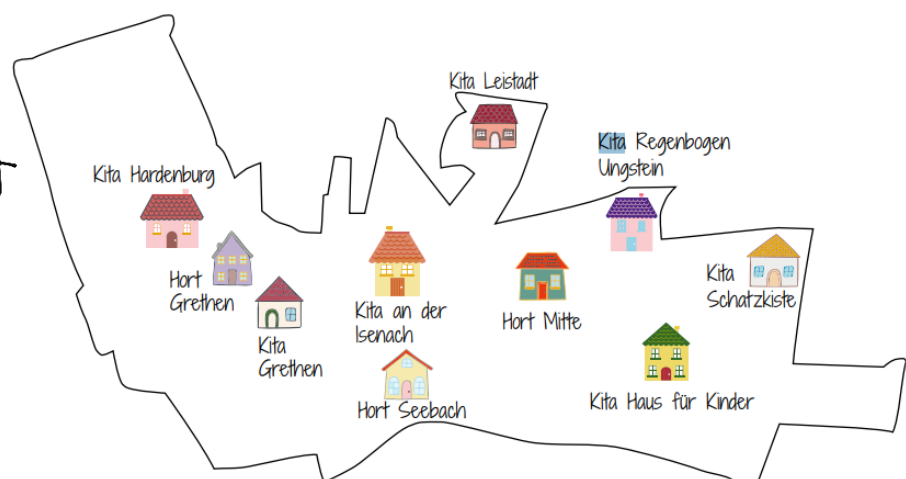 Kita Leistadt
Kita Regenbogen
Ungstein
Kita Hardenburg
Hort
Grethen
Kita
Schatzkiste
Kita an der
Isenach
Hort Mitte
Kita
Grethen
Kita Haus für Kinder
Hort Seebach